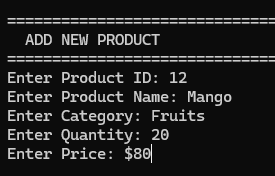 ==============================
ADD NEW PRODUCT
==============================
Enter Product ID: 12
Enter Product Name: Mango
Enter Category: Fruits
Enter Quantity: 20
Enter Price: $80